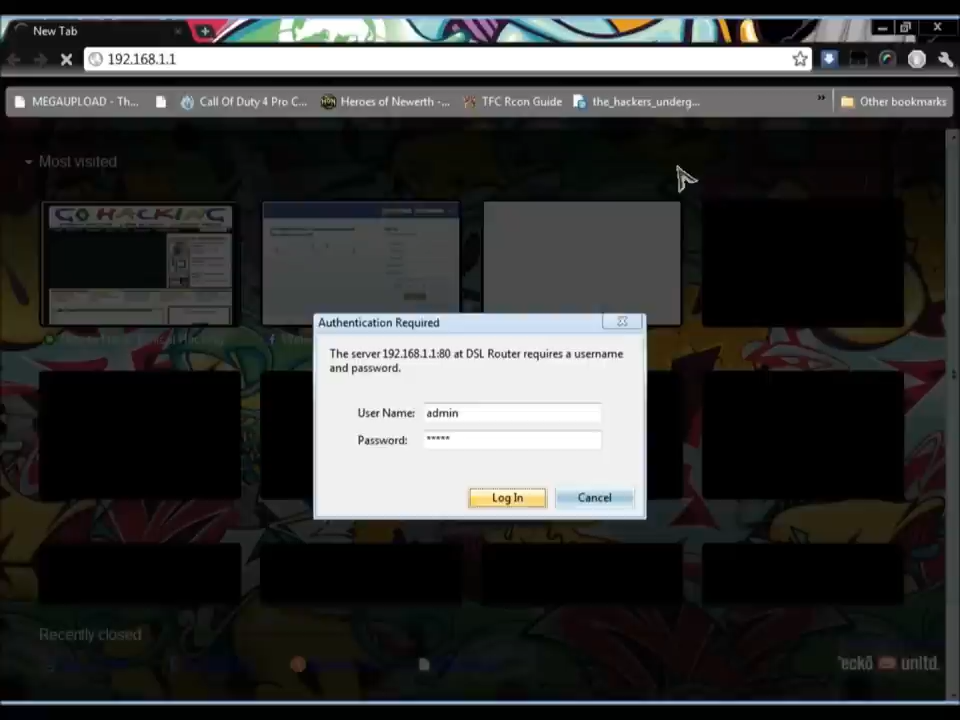 New Tab
192.168.1.1
MEGAUPLOAD - Th...
Call Of Duty 4 Pro C...
Heroes of Newerth -...
TFC Rcon Guide
the_hackers_underg...
Other bookmarks
Most visited
GO HACKING
Authentication Required
The server 192.168.1.1:80 at DSL Router requires a username
and password.
User Name: admin
Password: *****
Log In
Cancel
Recently closed
ecko unltd.